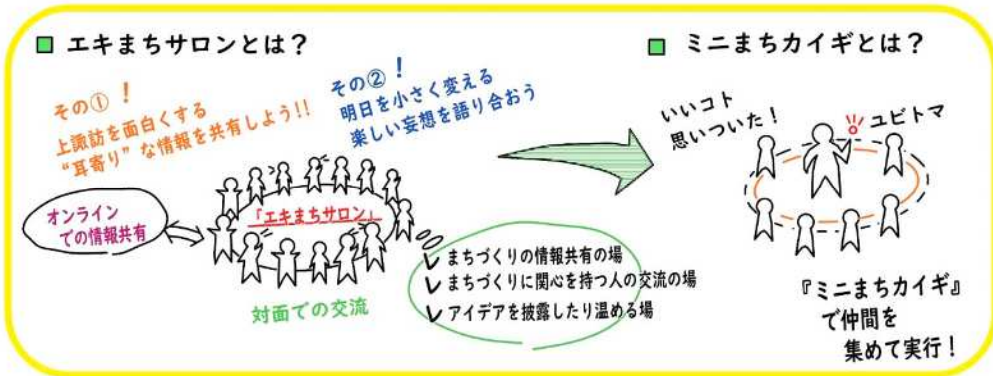 エキまちサロンとは?
その① !
上諏訪を面白くする
“耳寄り”な情報を共有しよう!!
その② !
明日を小さく変える
楽しい妄想を語り合おう
オンライン
での情報共有
『エキまちサロン』
対面での交流
まちづくりの情報共有の場
まちづくりに関心を持つ人の交流の場
アイデアを披露したり温める場
ミニまちカイギとは?
いいコト
思いついた!
ユビトマ
『ミニまちカイギ』
で仲間を
集めて実行!